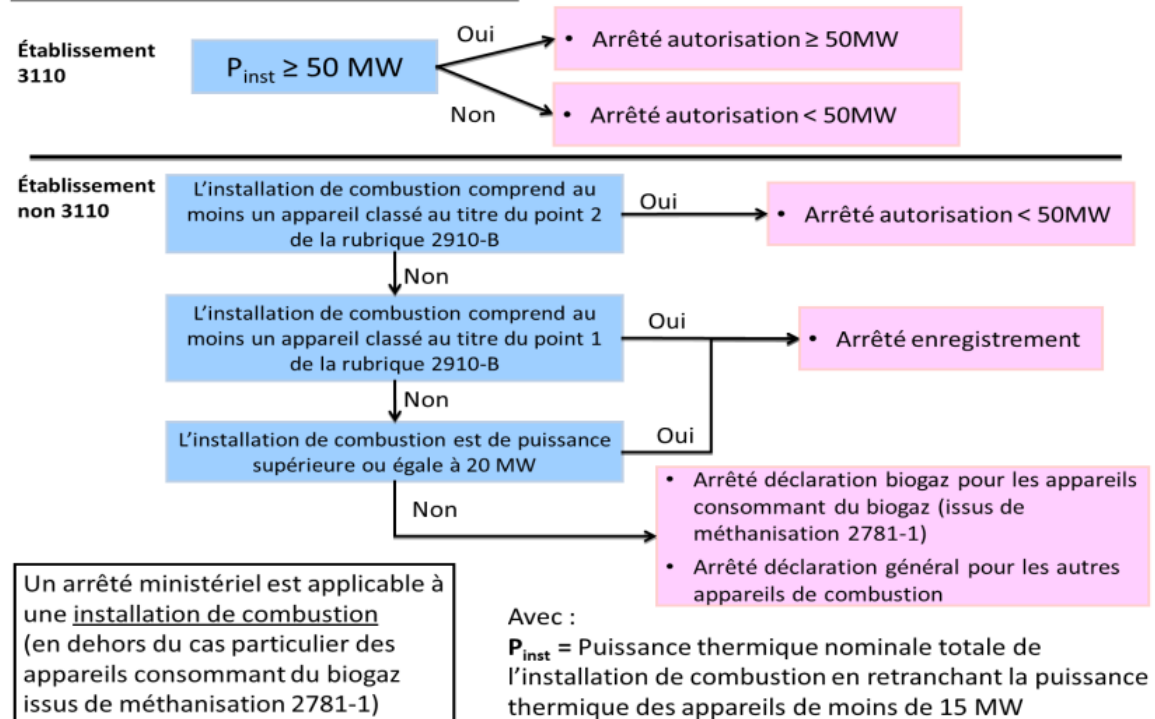 Établissement
3110
P_inst ≥ 50 MW
Oui
• Arrêté autorisation ≥ 50MW
Non
• Arrêté autorisation < 50MW
Établissement
non 3110
L'installation de combustion comprend au
moins un appareil classé au titre du point 2
de la rubrique 2910-B
Oui
• Arrêté autorisation < 50MW
Non
L'installation de combustion comprend au
moins un appareil classé au titre du point 1
de la rubrique 2910-B
Oui
• Arrêté enregistrement
Non
L'installation de combustion est de puissance
supérieure ou égale à 20 MW
Oui
Non
• Arrêté déclaration biogaz pour les appareils
consommant du biogaz (issus de
méthanisation 2781-1)
• Arrêté déclaration général pour les autres
appareils de combustion
Un arrêté ministériel est applicable à
une installation de combustion
(en dehors du cas particulier des
appareils consommant du biogaz
issus de méthanisation 2781-1)
Avec :
P_inst = Puissance thermique nominale totale de
l'installation de combustion en retranchant la puissance
thermique des appareils de moins de 15 MW